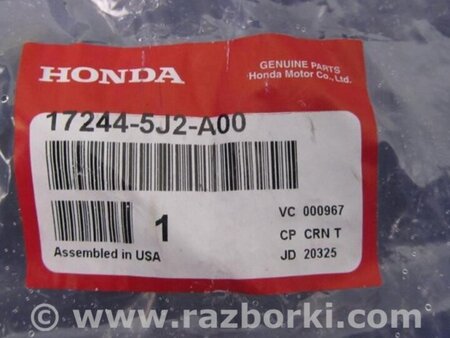 HONDA
GENUINE PARTS
Honda Motor Co., Ltd.
17244-5J2-A00
1
VC 000967
CP CRN T
JD 20325
Assembled in USA
www.razborki.com